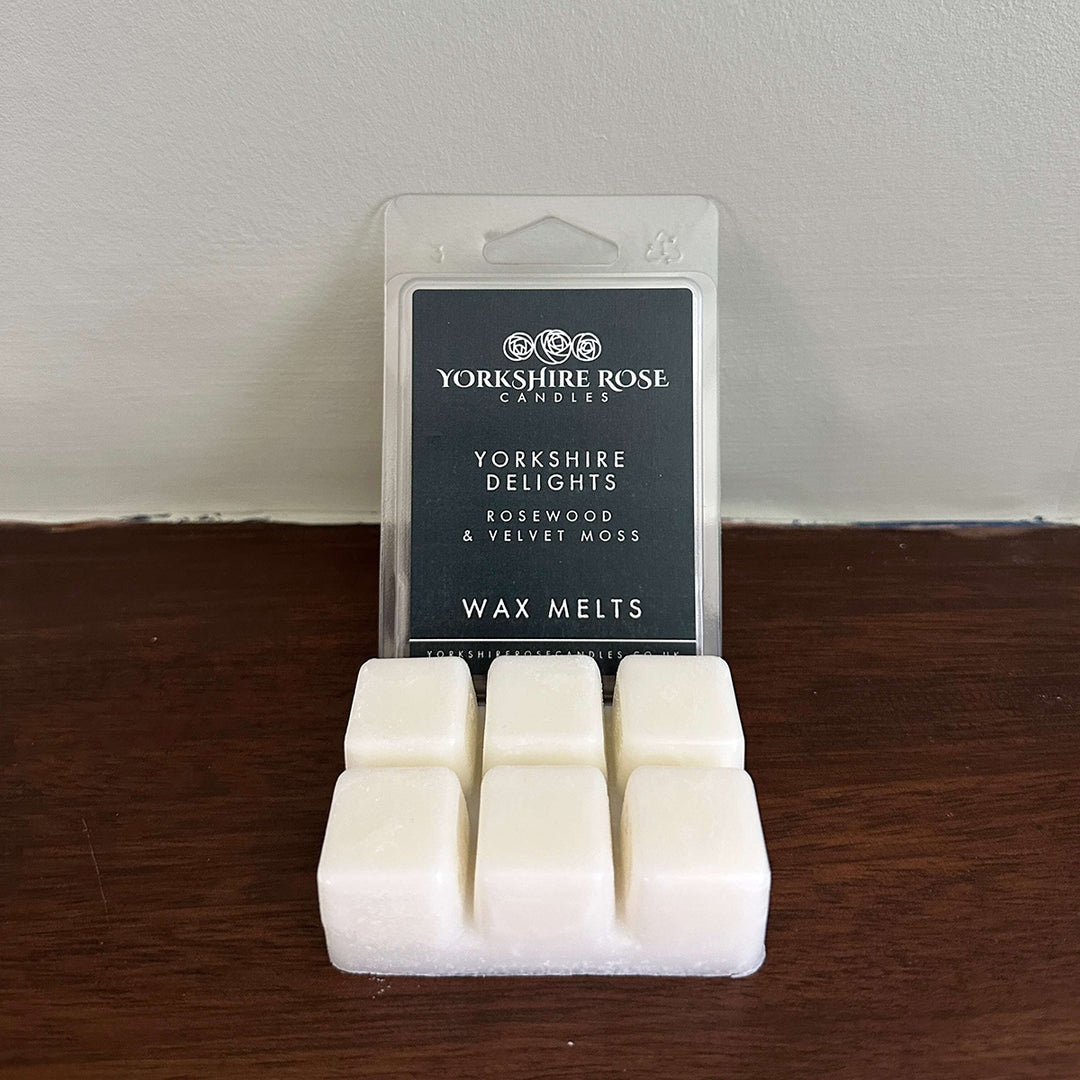 YORKSHIRE ROSE
CANDLES
YORKSHIRE
DELIGHTS
ROSEWOOD
& VELVET MOSS
WAX MELTS
YORKSHIREROSECANDLES.CO.UK